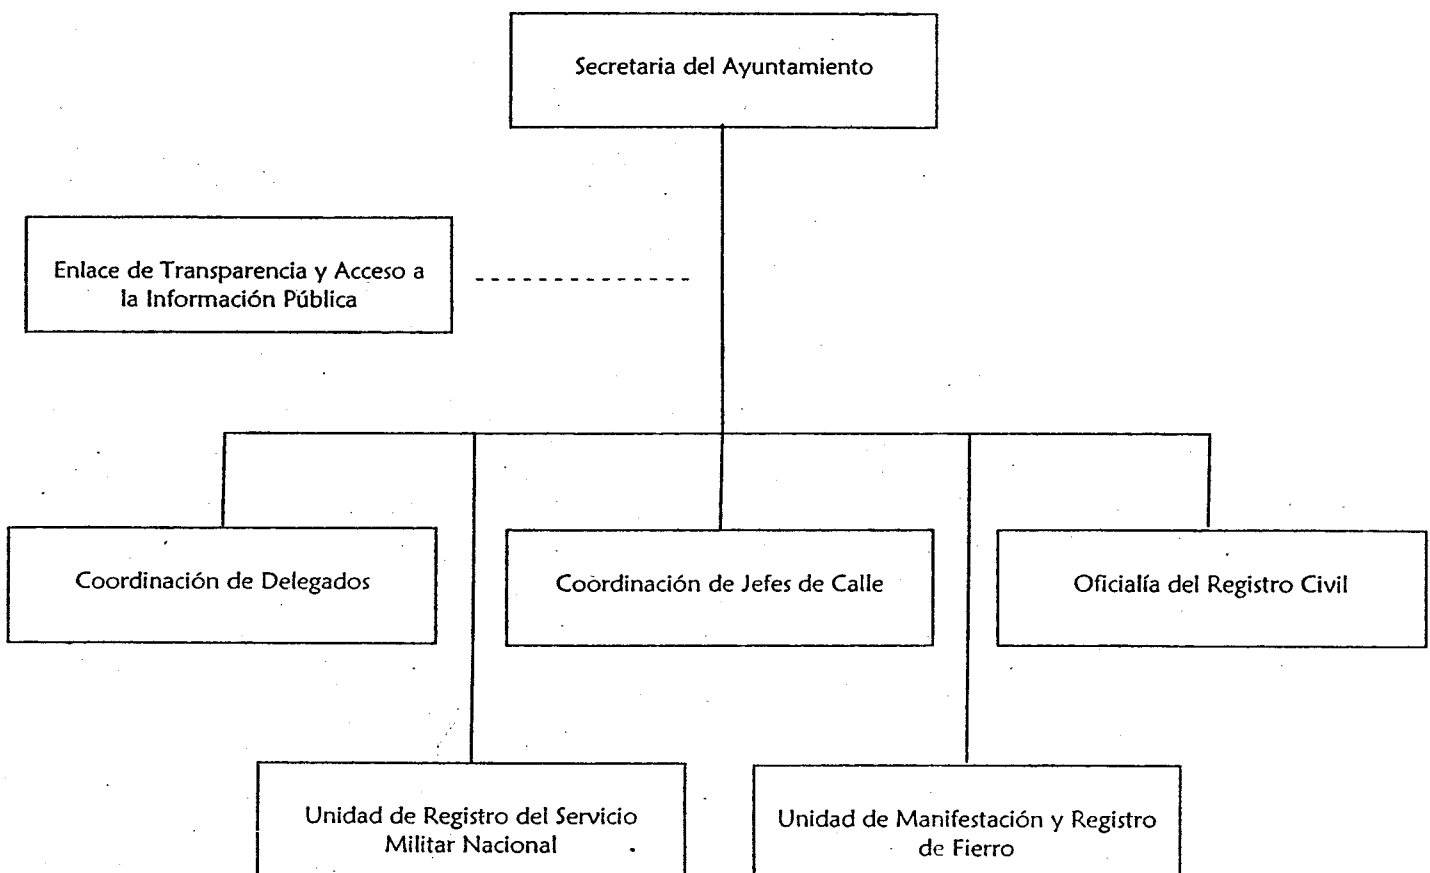 Secretaria del Ayuntamiento
Enlace de Transparencia y Acceso a
la Información Pública
Coordinación de Delegados
Coordinación de Jefes de Calle
Oficialía del Registro Civil
Unidad de Registro del Servicio
Militar Nacional
Unidad de Manifestación y Registro
de Fierro